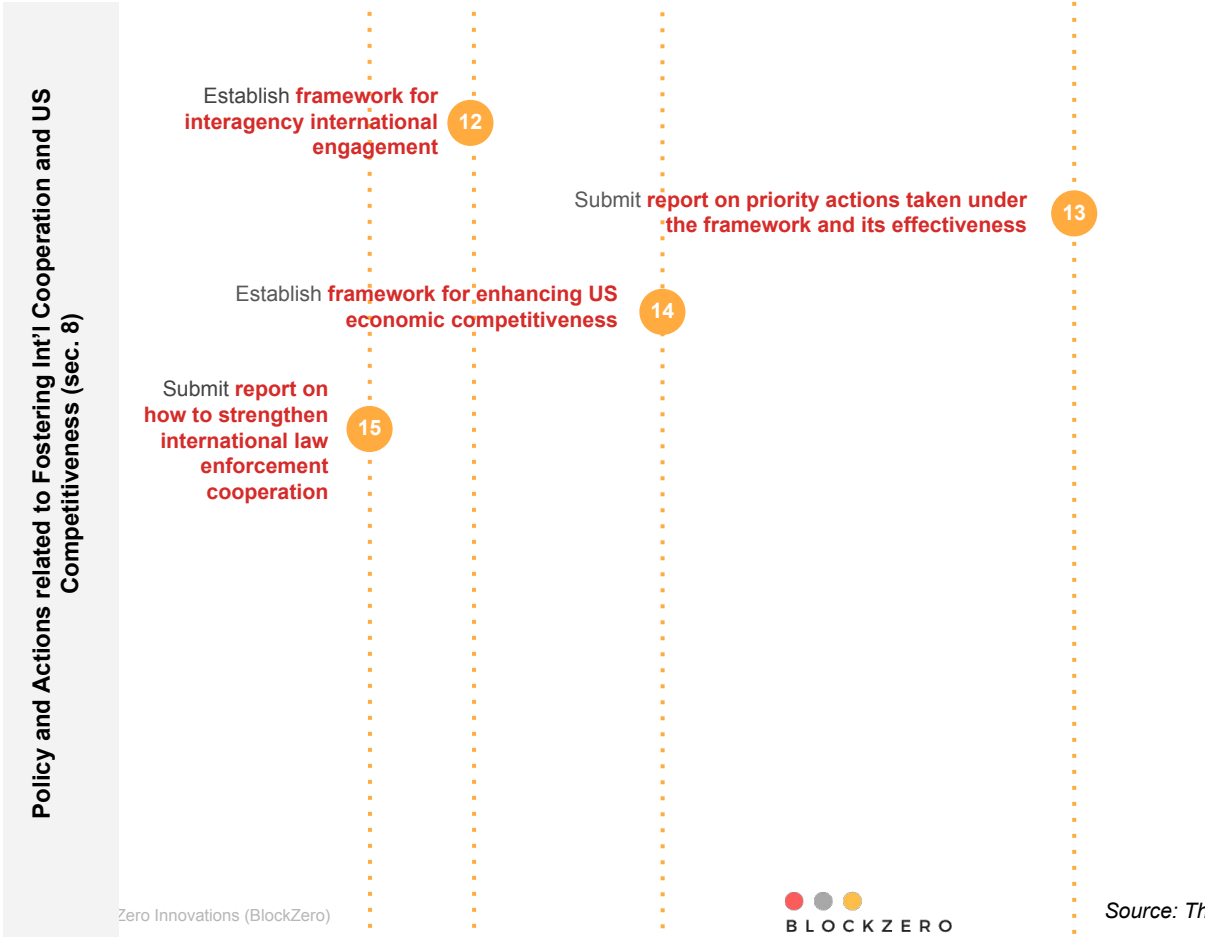 Policy and Actions related to Fostering Int'l Cooperation and US
Competitiveness (sec. 8)
Establish framework for
interagency international
engagement
12
Submit report on priority actions taken under
the framework and its effectiveness
13
Establish framework for enhancing US
economic competitiveness
14
Submit report on
how to strengthen
international law
enforcement
cooperation
15
Zero Innovations (BlockZero)
BLOCKZERO
Source: